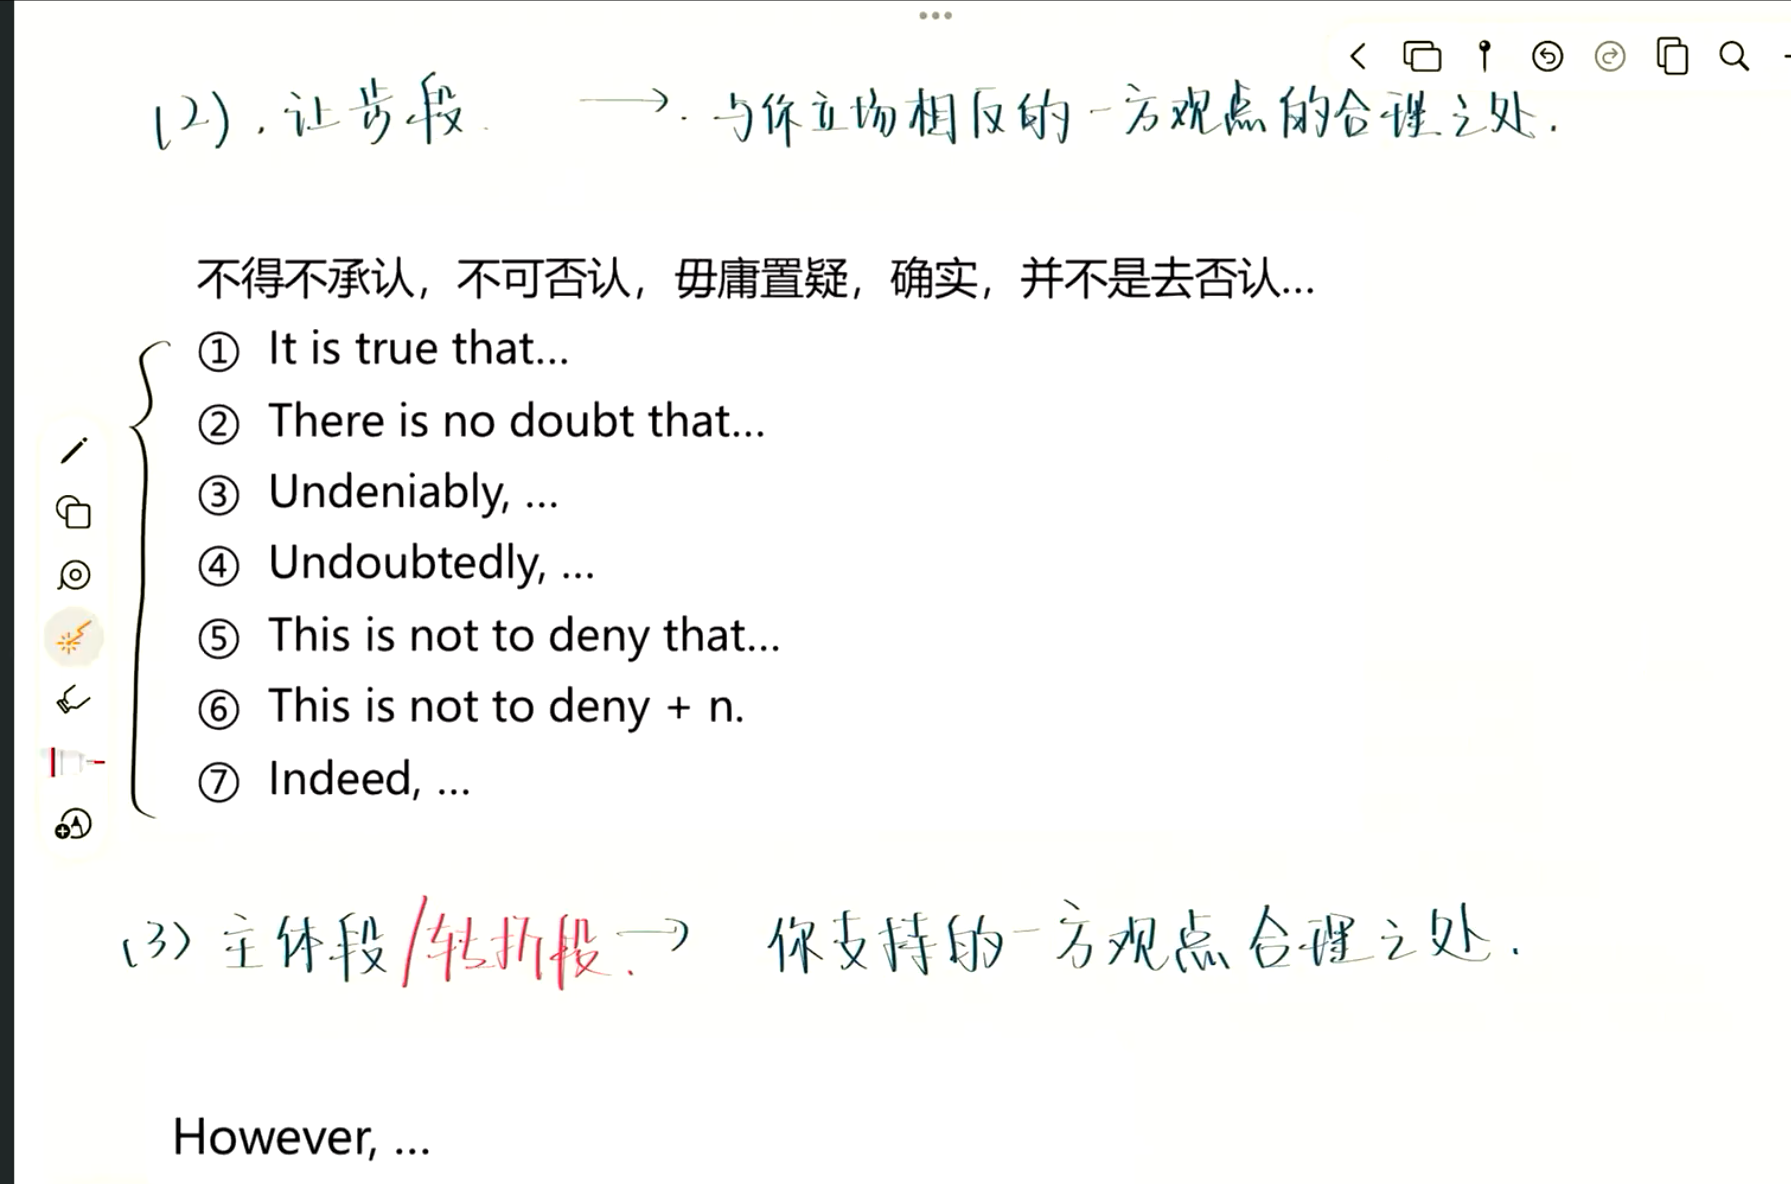 (2). 让步段. → . 与你立场相反的一方观点的合理之处.
不得不承认，不可否认，毋庸置疑，确实，并不是去否认...
① It is true that...
② There is no doubt that...
③ Undeniably, ...
④ Undoubtedly, ...
⑤ This is not to deny that...
⑥ This is not to deny + n.
⑦ Indeed, ...
(3) 主体段/转折段. → 你支持的一方观点合理之处.
However, ...